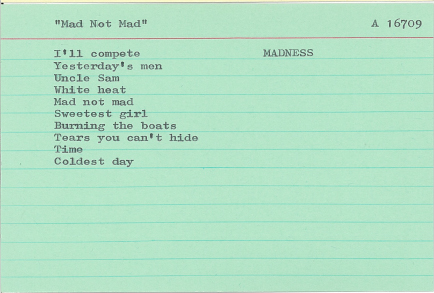 "Mad Not Mad" A 16709
I'll compete MADNESS
Yesterday's men
Uncle Sam
White heat
Mad not mad
Sweetest girl
Burning the boats
Tears you can't hide
Time
Coldest day